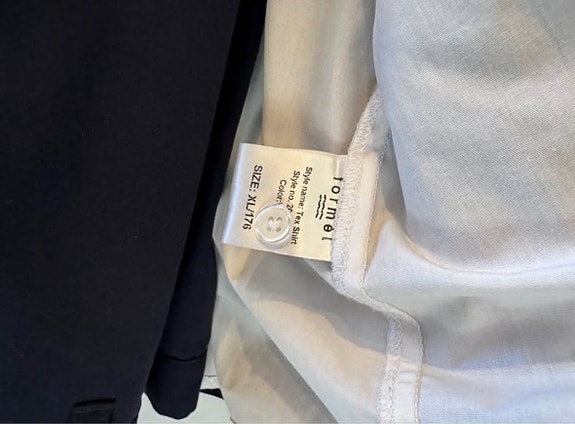 formel
Style name: Tex Shirt
Style no.
Color:
SIZE: XL/176